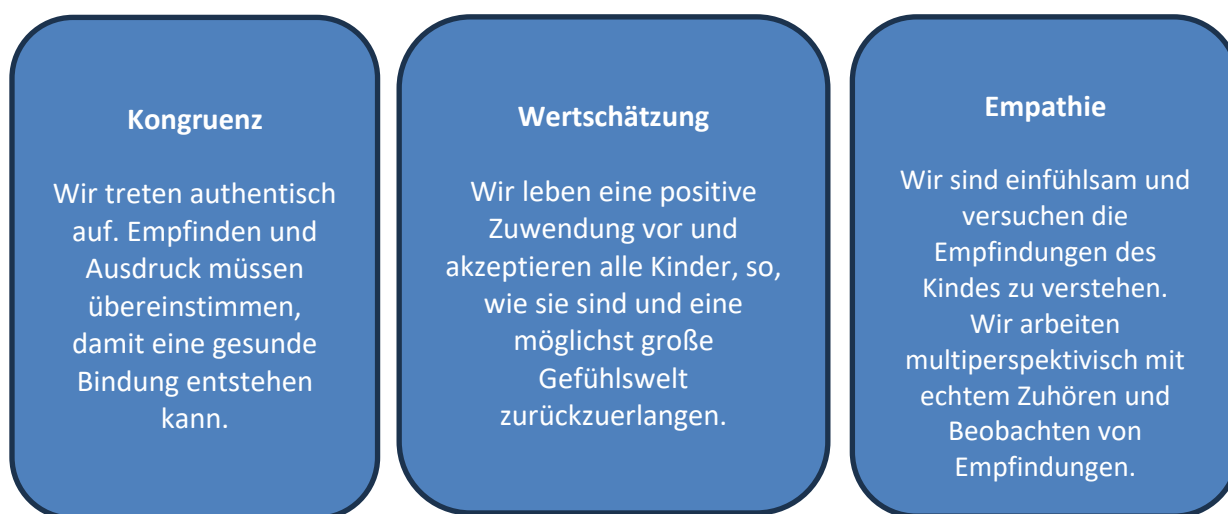 Kongruenz
Wir treten authentisch
auf. Empfinden und
Ausdruck müssen
übereinstimmen,
damit eine gesunde
Bindung entstehen
kann.
Wertschätzung
Wir leben eine positive
Zuwendung vor und
akzeptieren alle Kinder, so,
wie sie sind und eine
möglichst große
Gefühlswelt
zurückzuerlangen.
Empathie
Wir sind einfühlsam und
versuchen die
Empfindungen des
Kindes zu verstehen.
Wir arbeiten
multiperspektivisch mit
echtem Zuhören und
Beobachten von
Empfindungen.